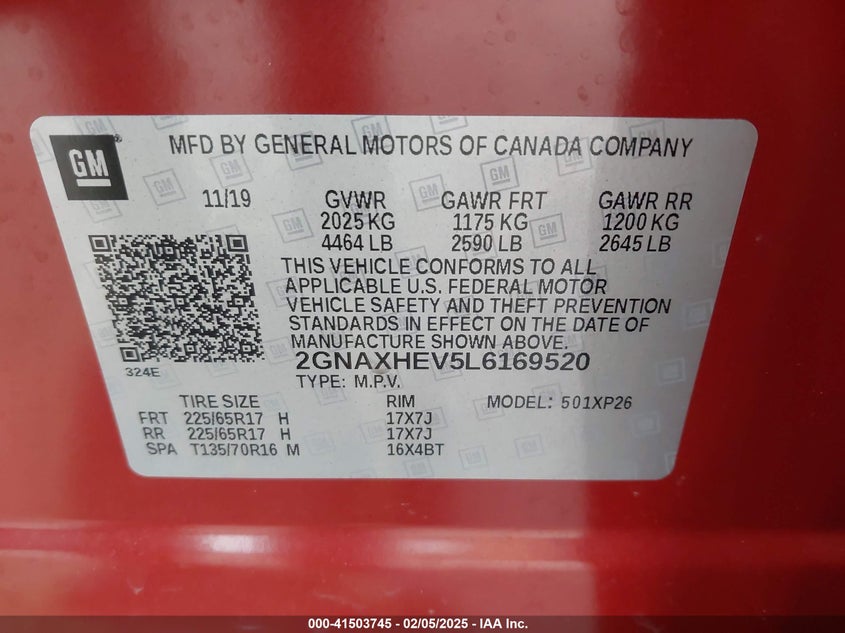 GM
MFD BY GENERAL MOTORS OF CANADA COMPANY
11/19 GVWR GAWR FRT GAWR RR
2025 KG 1175 KG 1200 KG
4464 LB 2590 LB 2645 LB
THIS VEHICLE CONFORMS TO ALL
APPLICABLE U.S. FEDERAL MOTOR
VEHICLE SAFETY AND THEFT PREVENTION
STANDARDS IN EFFECT ON THE DATE OF
MANUFACTURE SHOWN ABOVE.
324E
2GNAXHEV5L6169520
TYPE: M.P.V.
TIRE SIZE RIM MODEL: 501XP26
FRT 225/65R17 H 17X7J
RR 225/65R17 H 17X7J
SPA T135/70R16 M 16X4BT
000-41503745 - 02/05/2025 - IAA Inc.